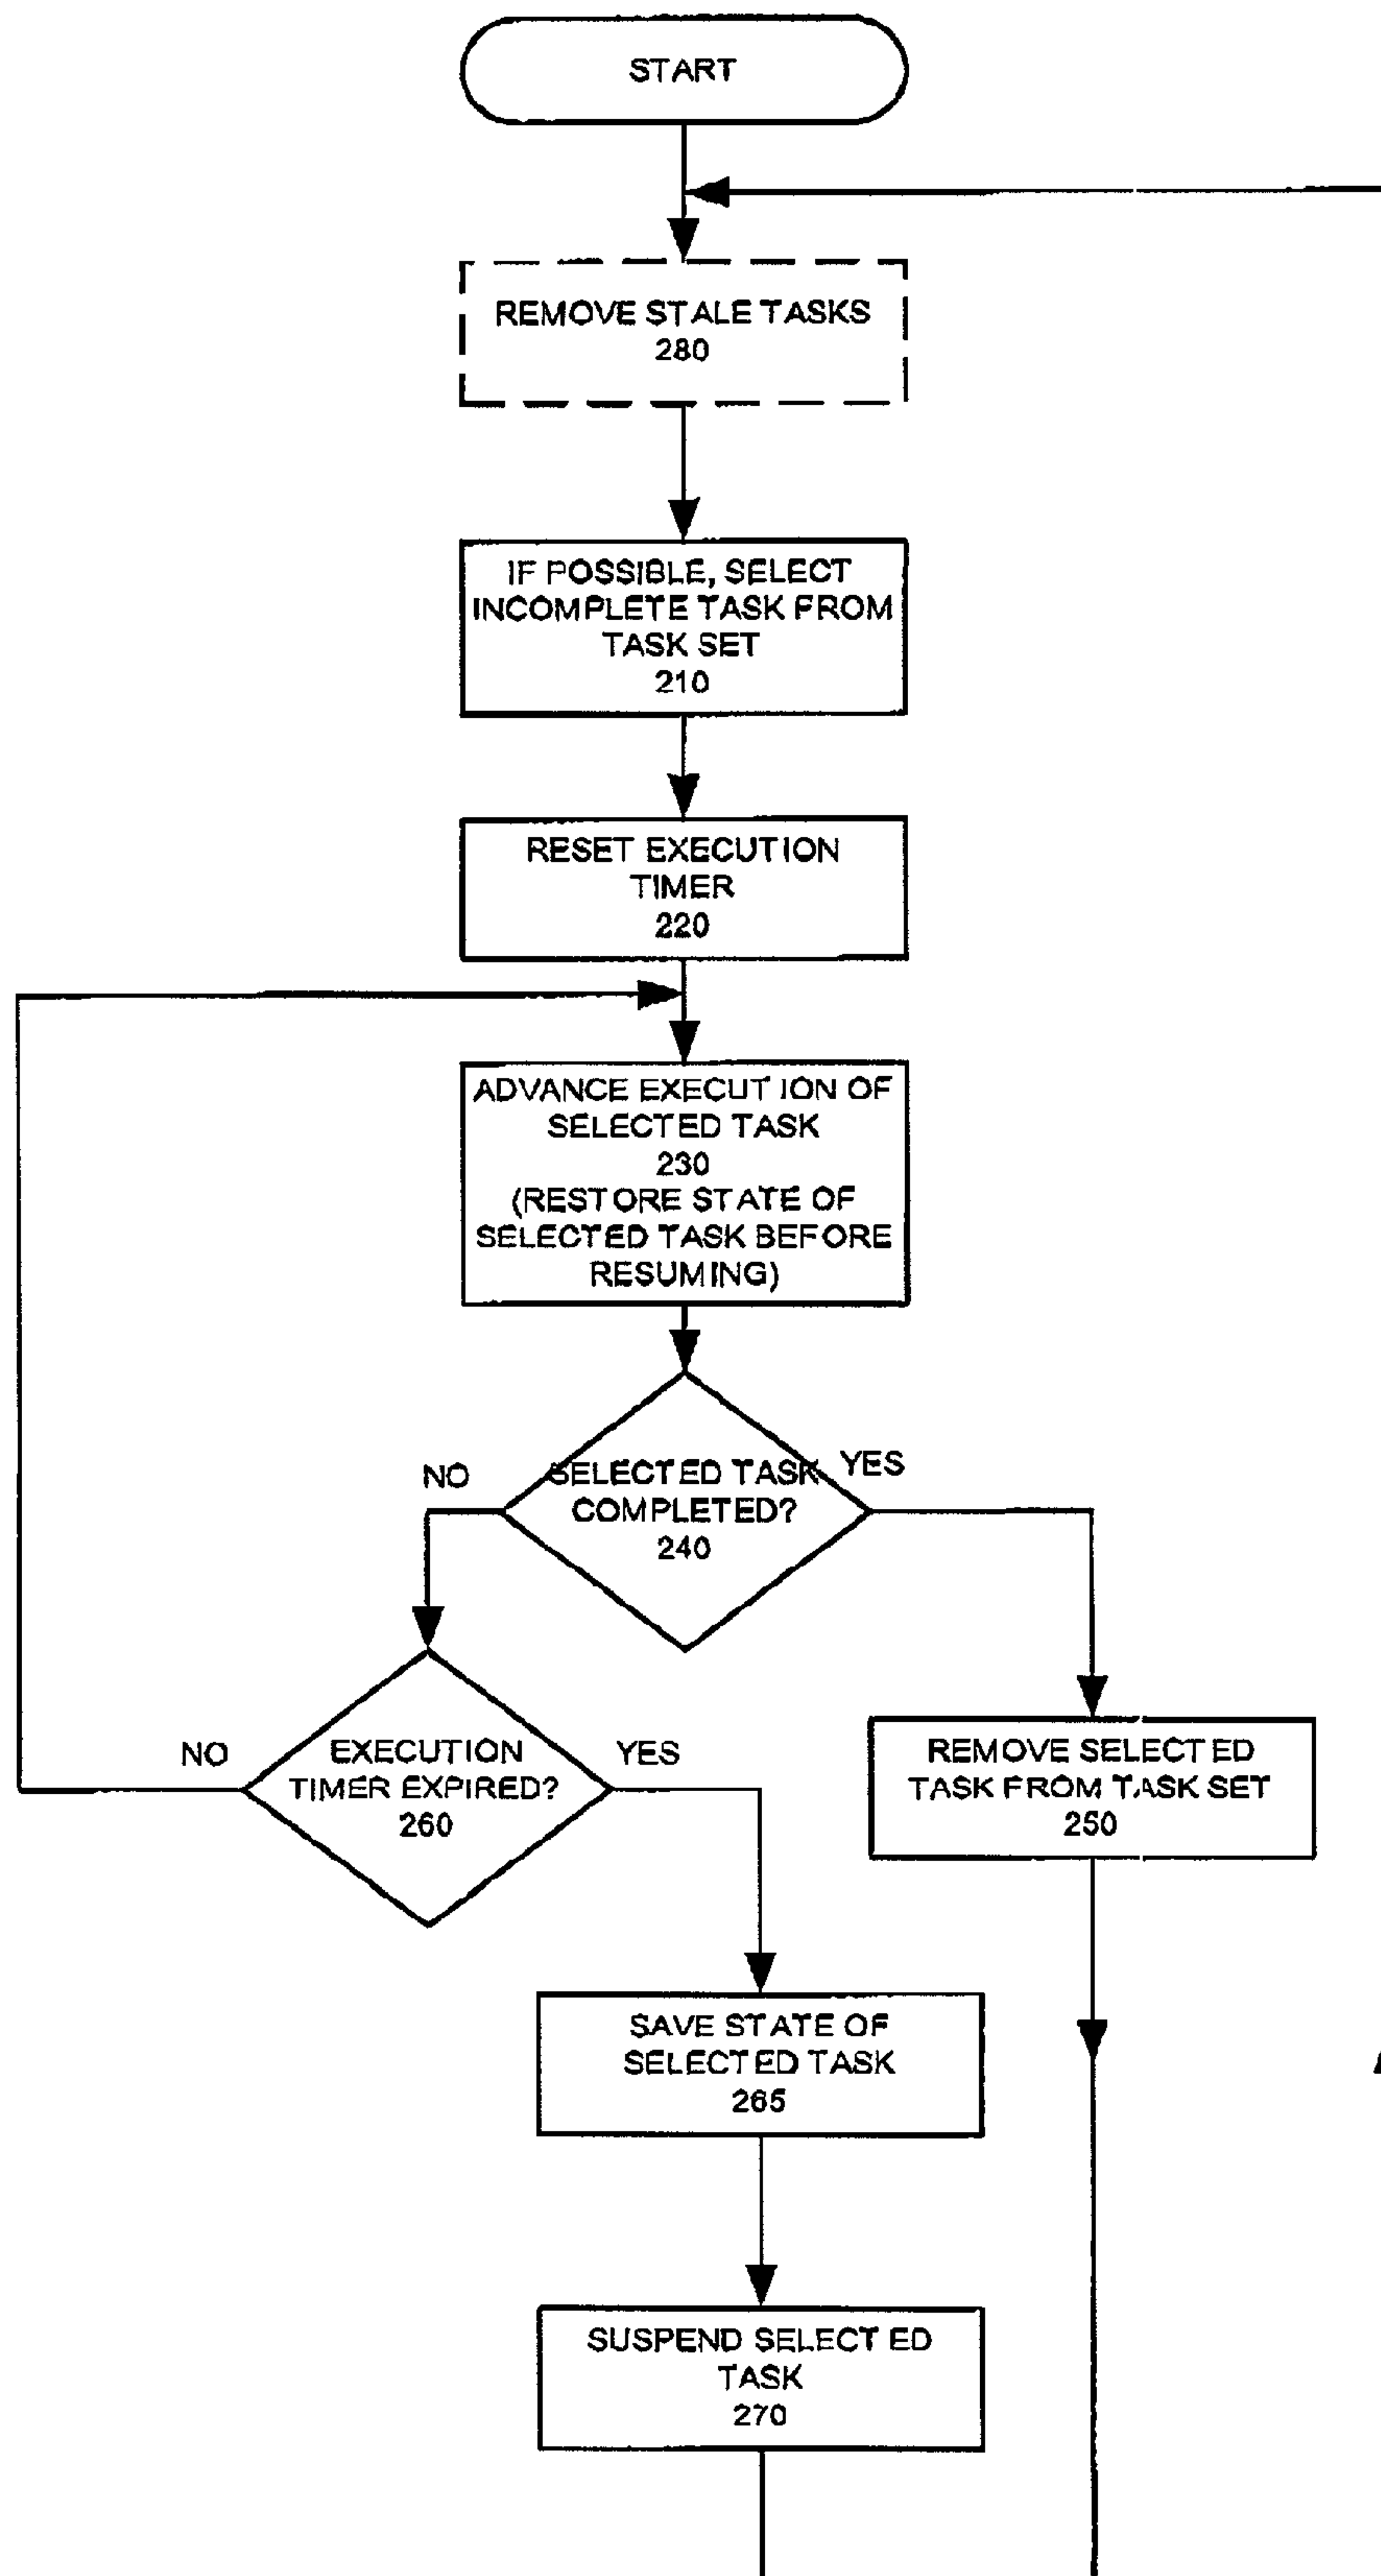 START
REMOVE STALE TASKS
280
IF POSSIBLE, SELECT
INCOMPLETE TASK FROM
TASK SET
210
RESET EXECUTION
TIMER
220
ADVANCE EXECUTION OF
SELECTED TASK
230
(RESTORE STATE OF
SELECTED TASK BEFORE
RESUMING)
NO
SELECTED TASK
COMPLETED?
240
YES
NO
EXECUTION
TIMER EXPIRED?
260
YES
REMOVE SELECTED
TASK FROM TASK SET
250
SAVE STATE OF
SELECTED TASK
265
SUSPEND SELECTED
TASK
270